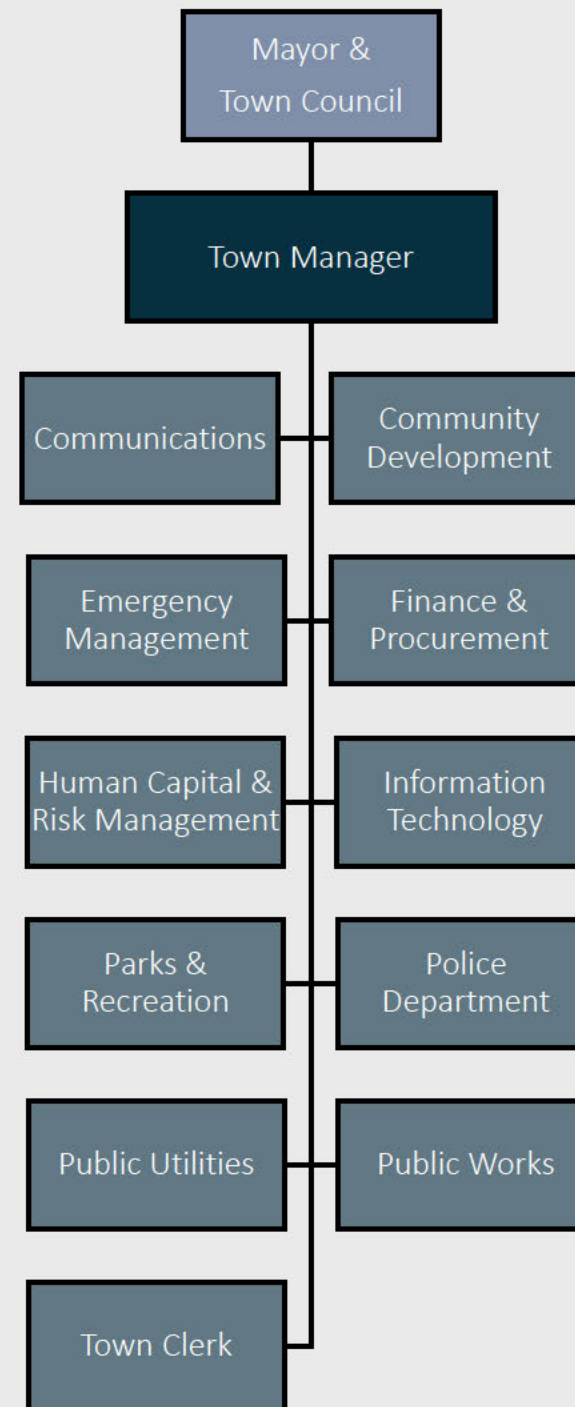 Mayor &
Town Council
Town Manager
Communications
Community
Development
Emergency
Management
Finance &
Procurement
Human Capital &
Risk Management
Information
Technology
Parks &
Recreation
Police
Department
Public Utilities
Public Works
Town Clerk